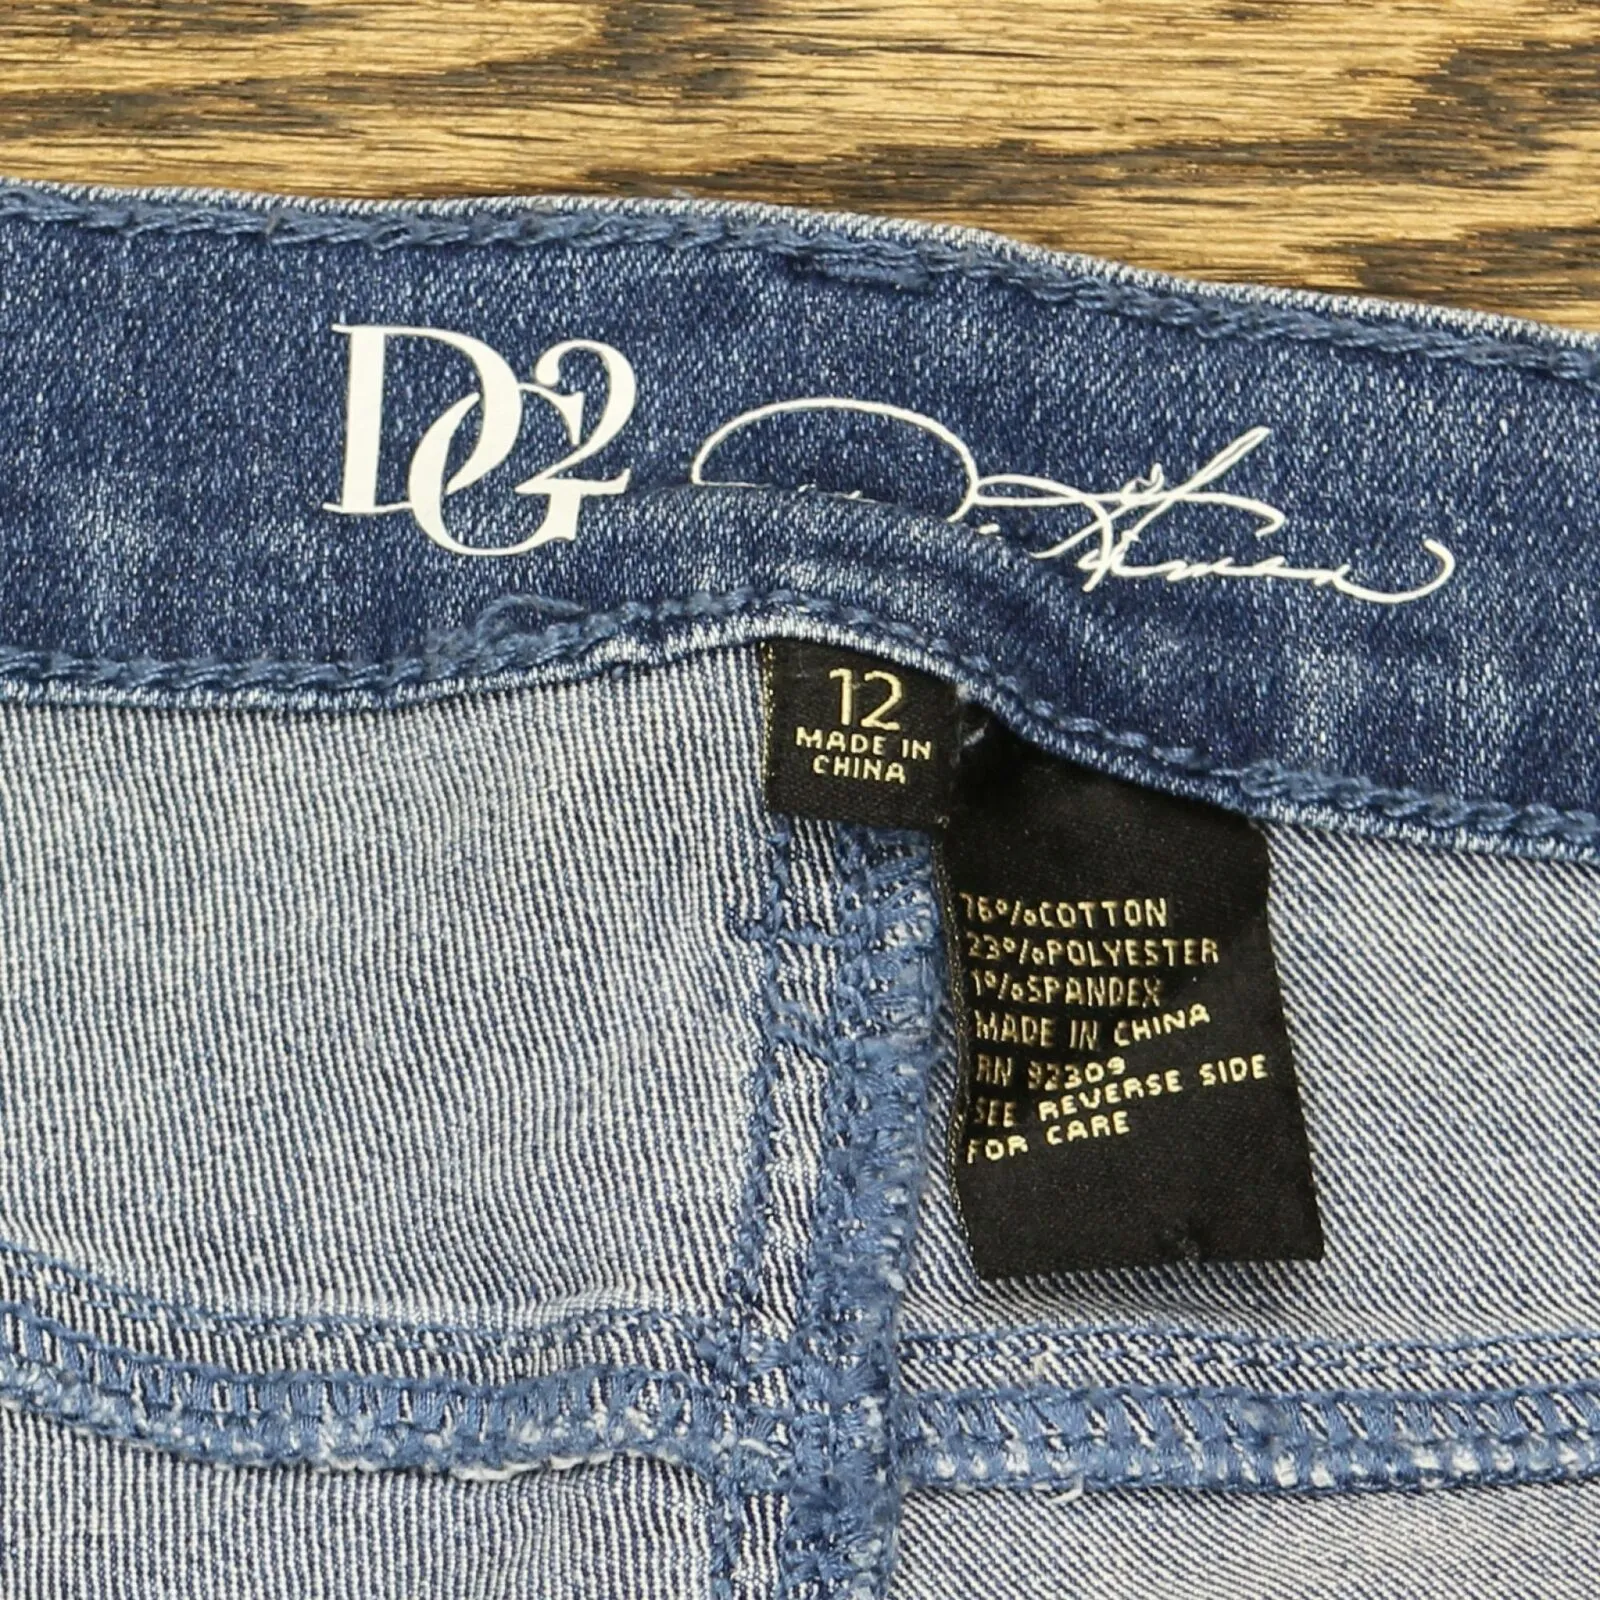 DG2
12
MADE IN
CHINA
76%COTTON
23%POLYESTER
1%SPANDEX
MADE IN CHINA
RN 92309
SEE REVERSE SIDE
FOR CARE